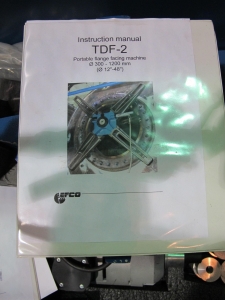 Instruction manual
TDF-2
Portable flange facing machine
Ø 300 - 1200 mm
(Ø 12"-48")
efco